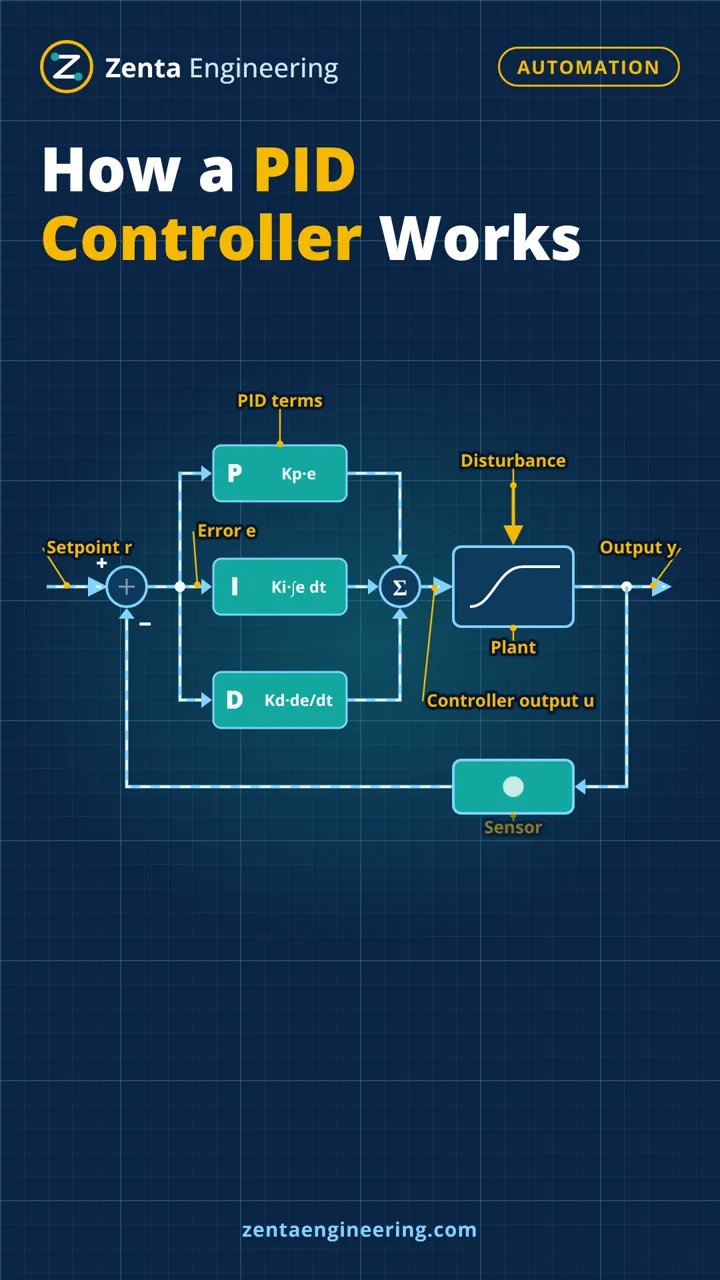 Zenta Engineering
AUTOMATION
How a PID
Controller Works
PID terms
P Kp·e
Disturbance
Setpoint r
Error e
Output y
+
I Ki·∫e dt
Σ
−
Plant
D Kd·de/dt
Controller output u
Sensor
zentaengineering.com